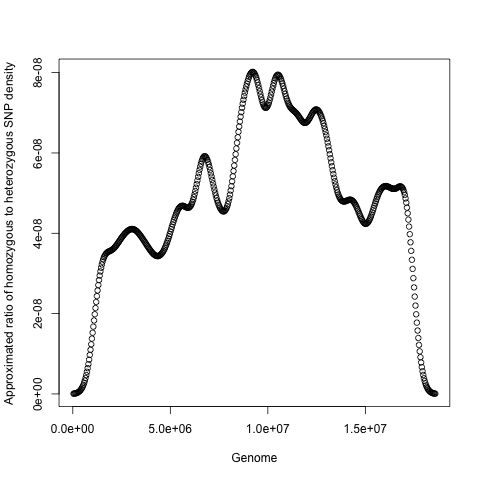 Approximated ratio of homozygous to heterozygous SNP density
8e-08
6e-08
4e-08
2e-08
0e+00
0.0e+00 5.0e+06 1.0e+07 1.5e+07
Genome